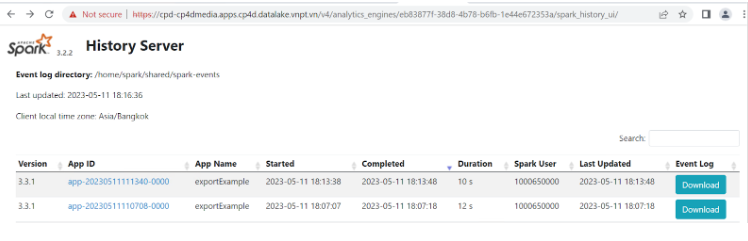 Not secure | https://cpd-cp4dmedia.apps.cp4d.datalake.vnpt.vn/v4/analytics_engines/eb83877f-38d8-4b78-b6fb-1e44e672353a/spark_history_ui/
APACHE Spark 3.2.2 History Server
Event log directory: /home/spark/shared/spark-events
Last updated: 2023-05-11 18:16:36
Client local time zone: Asia/Bangkok
Search:
Version App ID App Name Started Completed Duration Spark User Last Updated Event Log
3.3.1 app-20230511111340-0000 exportExample 2023-05-11 18:13:38 2023-05-11 18:13:48 10 s 1000650000 2023-05-11 18:13:48 Download
3.3.1 app-20230511110708-0000 exportExample 2023-05-11 18:07:07 2023-05-11 18:07:18 12 s 1000650000 2023-05-11 18:07:18 Download